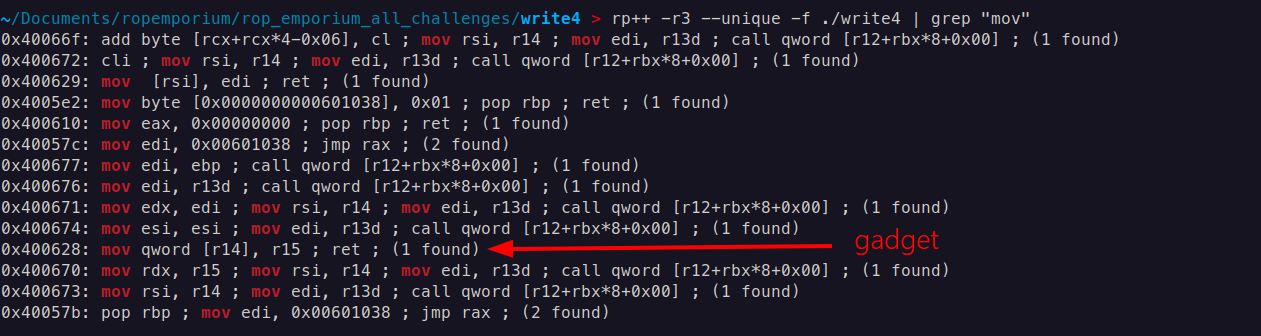 ~/Documents/ropemporium/rop_emporium_all_challenges/write4 > rp++ -r3 --unique -f ./write4 | grep "mov"
0x40066f: add byte [rcx+rcx*4-0x06], cl ; mov rsi, r14 ; mov edi, r13d ; call qword [r12+rbx*8+0x00] ; (1 found)
0x400672: cli ; mov rsi, r14 ; mov edi, r13d ; call qword [r12+rbx*8+0x00] ; (1 found)
0x400629: mov  [rsi], edi ; ret ; (1 found)
0x4005e2: mov byte [0x0000000000601038], 0x01 ; pop rbp ; ret ; (1 found)
0x400610: mov eax, 0x00000000 ; pop rbp ; ret ; (1 found)
0x40057c: mov edi, 0x00601038 ; jmp rax ; (2 found)
0x400677: mov edi, ebp ; call qword [r12+rbx*8+0x00] ; (1 found)
0x400676: mov edi, r13d ; call qword [r12+rbx*8+0x00] ; (1 found)
0x400671: mov edx, edi ; mov rsi, r14 ; mov edi, r13d ; call qword [r12+rbx*8+0x00] ; (1 found)
0x400674: mov esi, esi ; mov edi, r13d ; call qword [r12+rbx*8+0x00] ; (1 found)
0x400628: mov qword [r14], r15 ; ret ; (1 found) gadget
0x400670: mov rdx, r15 ; mov rsi, r14 ; mov edi, r13d ; call qword [r12+rbx*8+0x00] ; (1 found)
0x400673: mov rsi, r14 ; mov edi, r13d ; call qword [r12+rbx*8+0x00] ; (1 found)
0x40057b: pop rbp ; mov edi, 0x00601038 ; jmp rax ; (2 found)